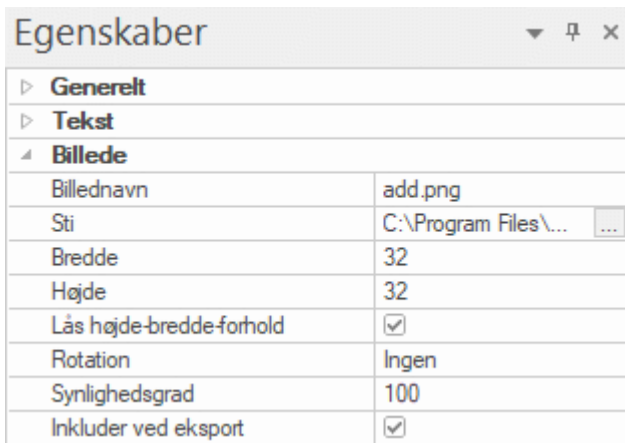 Egenskaber
Generelt
Tekst
Billede
Billednavn add.png
Sti C:\Program Files\... ...
Bredde 32
Højde 32
Lås højde-bredde-forhold
Rotation Ingen
Synlighedsgrad 100
Inkluder ved eksport